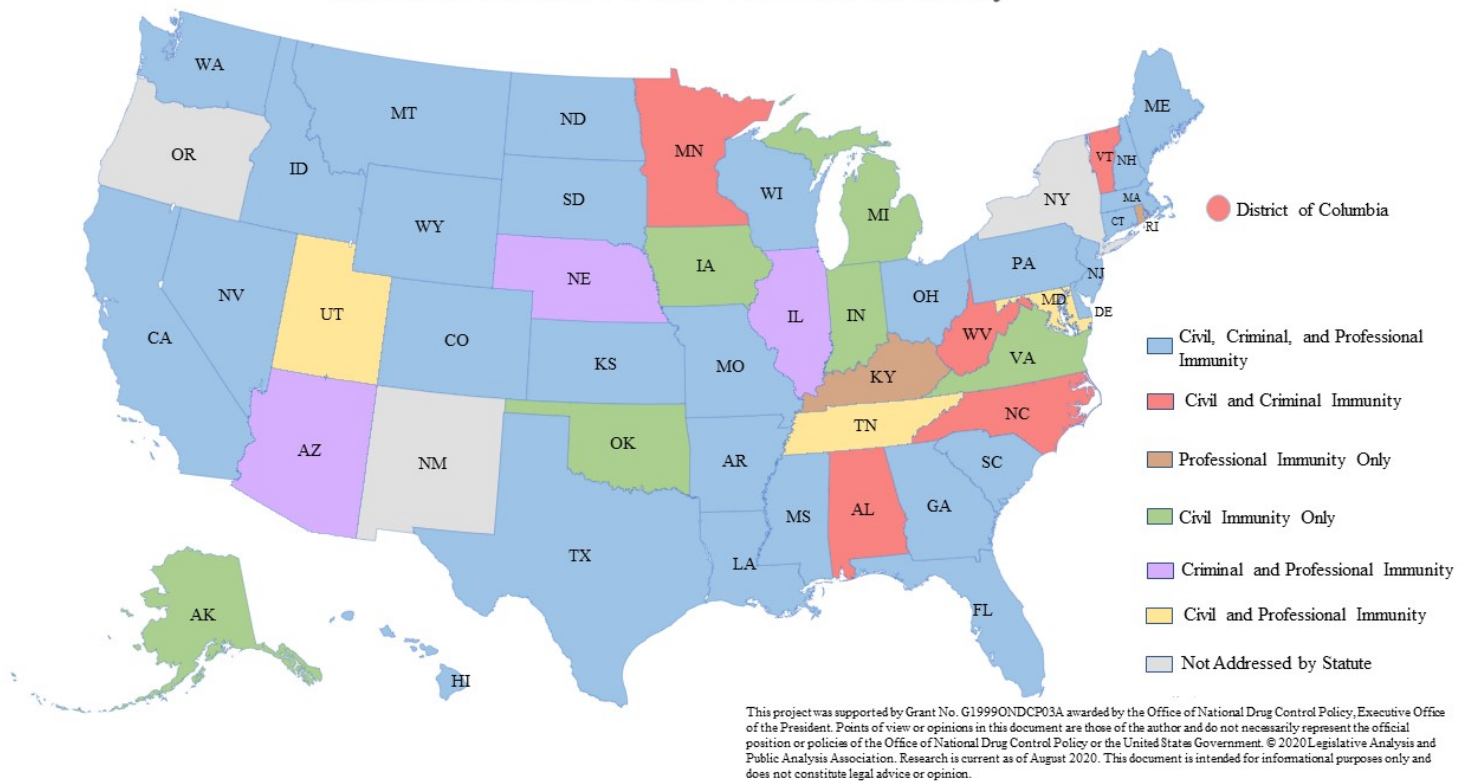 WA
MT
ND
MN
ME
OR
ID
SD
WI
VT
NH
WY
MI
NY
MA
CT
RI
District of Columbia
NE
IA
PA
NJ
NV
UT
CO
IL
IN
OH
MD
DE
CA
KS
MO
WV
VA
KY
AZ
NM
OK
AR
TN
NC
SC
MS
AL
GA
TX
LA
FL
AK
HI
Civil, Criminal, and Professional
Immunity
Civil and Criminal Immunity
Professional Immunity Only
Civil Immunity Only
Criminal and Professional Immunity
Civil and Professional Immunity
Not Addressed by Statute
This project was supported by Grant No. G1999ONDCP03A awarded by the Office of National Drug Control Policy, Executive Office
of the President. Points of view or opinions in this document are those of the author and do not necessarily represent the official
position or policies of the Office of National Drug Control Policy or the United States Government. © 2020 Legislative Analysis and
Public Analysis Association. Research is current as of August 2020. This document is intended for informational purposes only and
does not constitute legal advice or opinion.